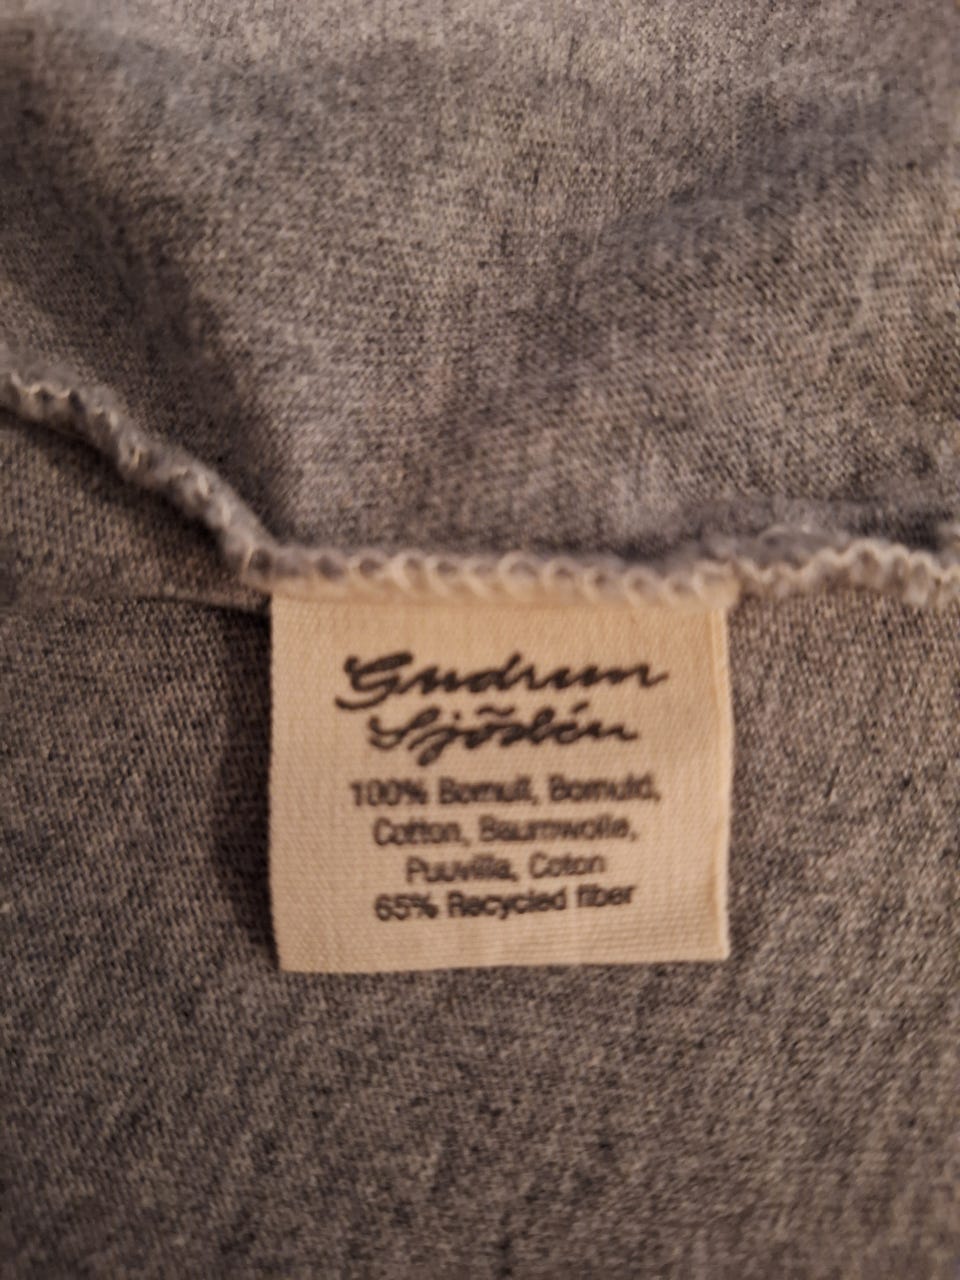 Gudrun
Sjödén
100% Bomull, Bomuld,
Cotton, Baumwolle,
Puuvilla, Coton
65% Recycled fiber